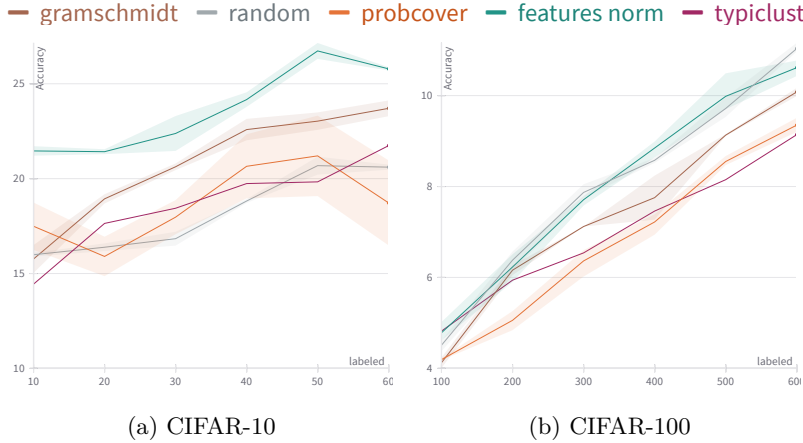 gramschmidt random probcover features norm typiclust
Accuracy
25
20
15
10
labeled
10 20 30 40 50 60
(a) CIFAR-10
Accuracy
10
8
6
4
labeled
100 200 300 400 500 600
(b) CIFAR-100